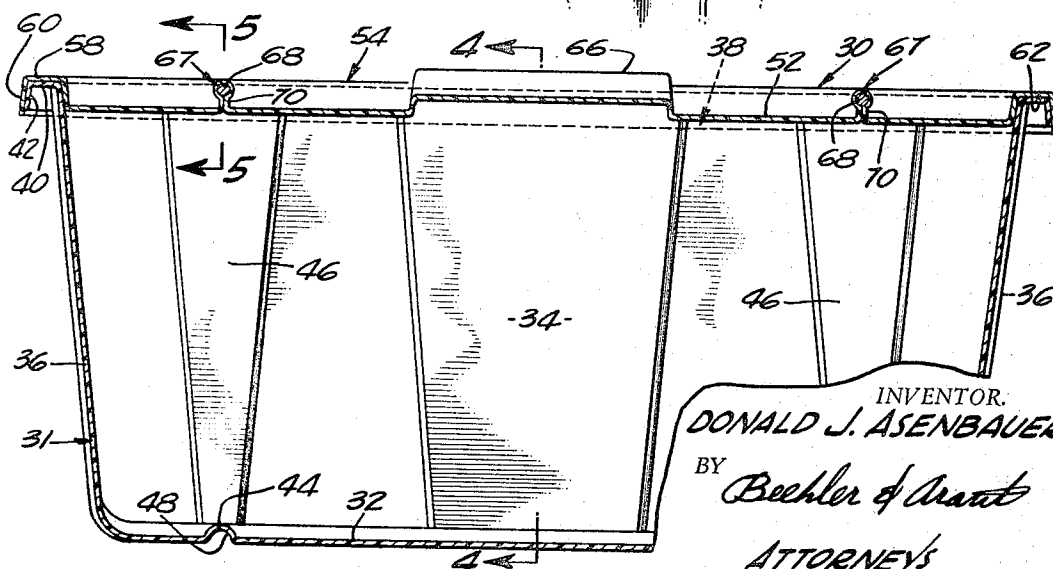 60 58 5 67 68 54 4 66 38 30 67 62
70 52
42
40 5 68 70
46 -34- 46 36
36
31
48 44 32
4
INVENTOR.
DONALD J. ASENBAUER
BY
Beehler & Arant
ATTORNEYS